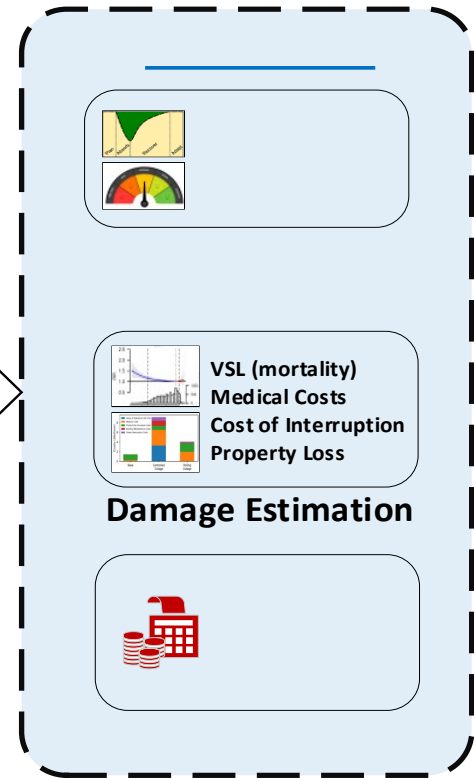 VSL (mortality)
Medical Costs
Cost of Interruption
Property Loss
Damage Estimation